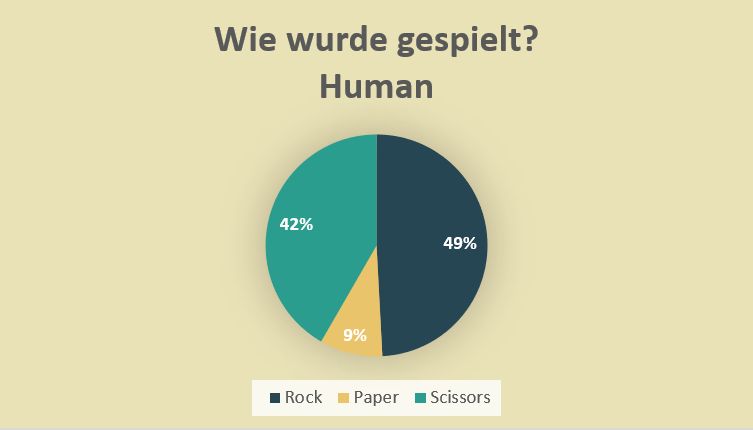 Wie wurde gespielt?
Human
42%
49%
9%
Rock Paper Scissors